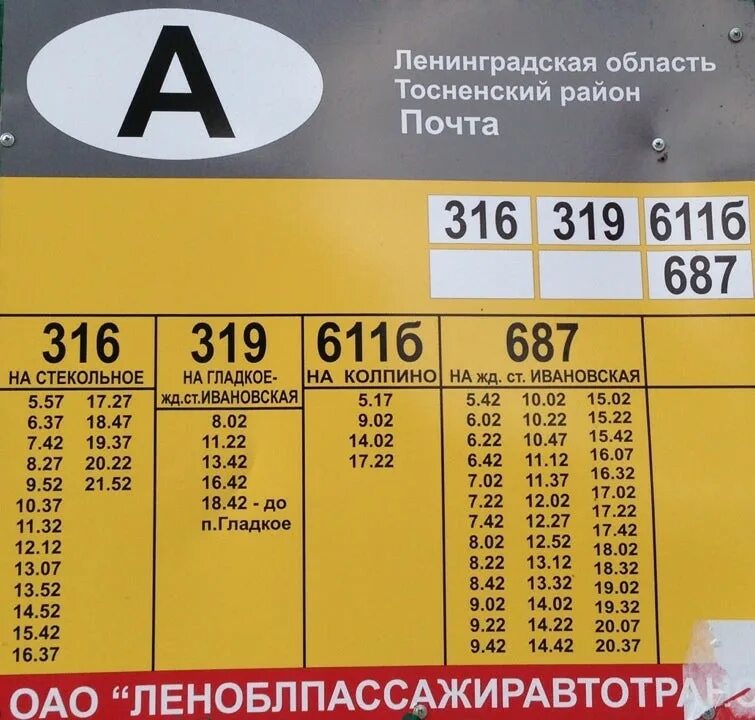 А
Ленинградская область
Тосненский район
Почта
316 319 611б
687
316
НА СТЕКОЛЬНОЕ
5.57 17.27
6.37 18.47
7.42 19.37
8.27 20.22
9.52 21.52
10.37
11.32
12.12
13.07
13.52
14.52
15.42
16.37
319
НА ГЛАДКОЕ-
жд.ст.ИВАНОВСКАЯ
8.02
11.22
13.42
16.42
18.42 - до
п.Гладкое
611б
НА КОЛПИНО
5.17
9.02
14.02
17.22
687
НА жд. ст. ИВАНОВСКАЯ
5.42 10.02 15.02
6.02 10.22 15.22
6.22 10.47 15.42
6.42 11.12 16.07
7.02 11.37 16.32
7.22 12.02 17.02
7.42 12.27 17.22
8.02 12.52 17.42
8.22 13.12 18.02
8.42 13.32 18.32
9.02 14.02 19.02
9.22 14.22 19.32
9.42 14.42 20.07
20.37
ОАО “ЛЕНОБЛПАССАЖИРАВТОТРАНС